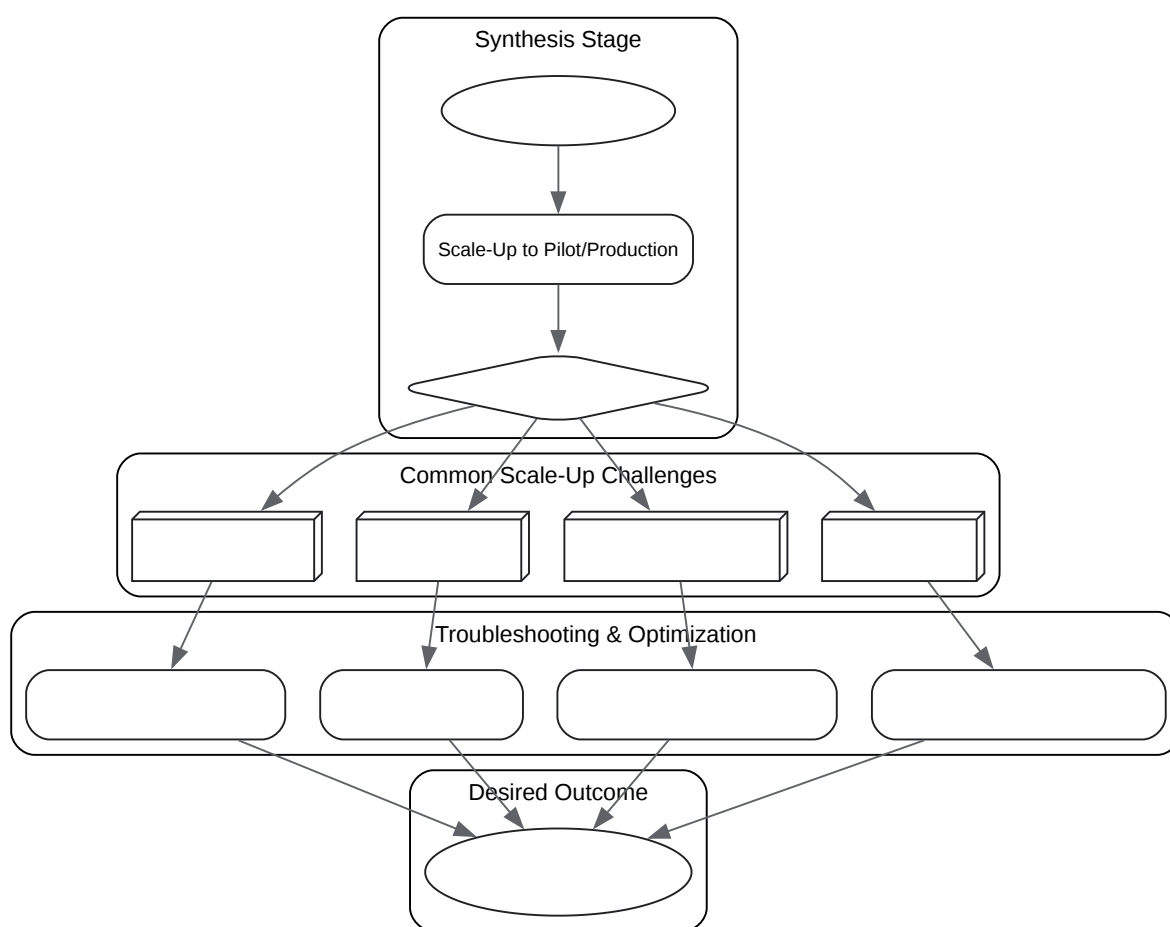 Synthesis Stage
Scale-Up to Pilot/Production
Common Scale-Up Challenges
Troubleshooting & Optimization
Desired Outcome